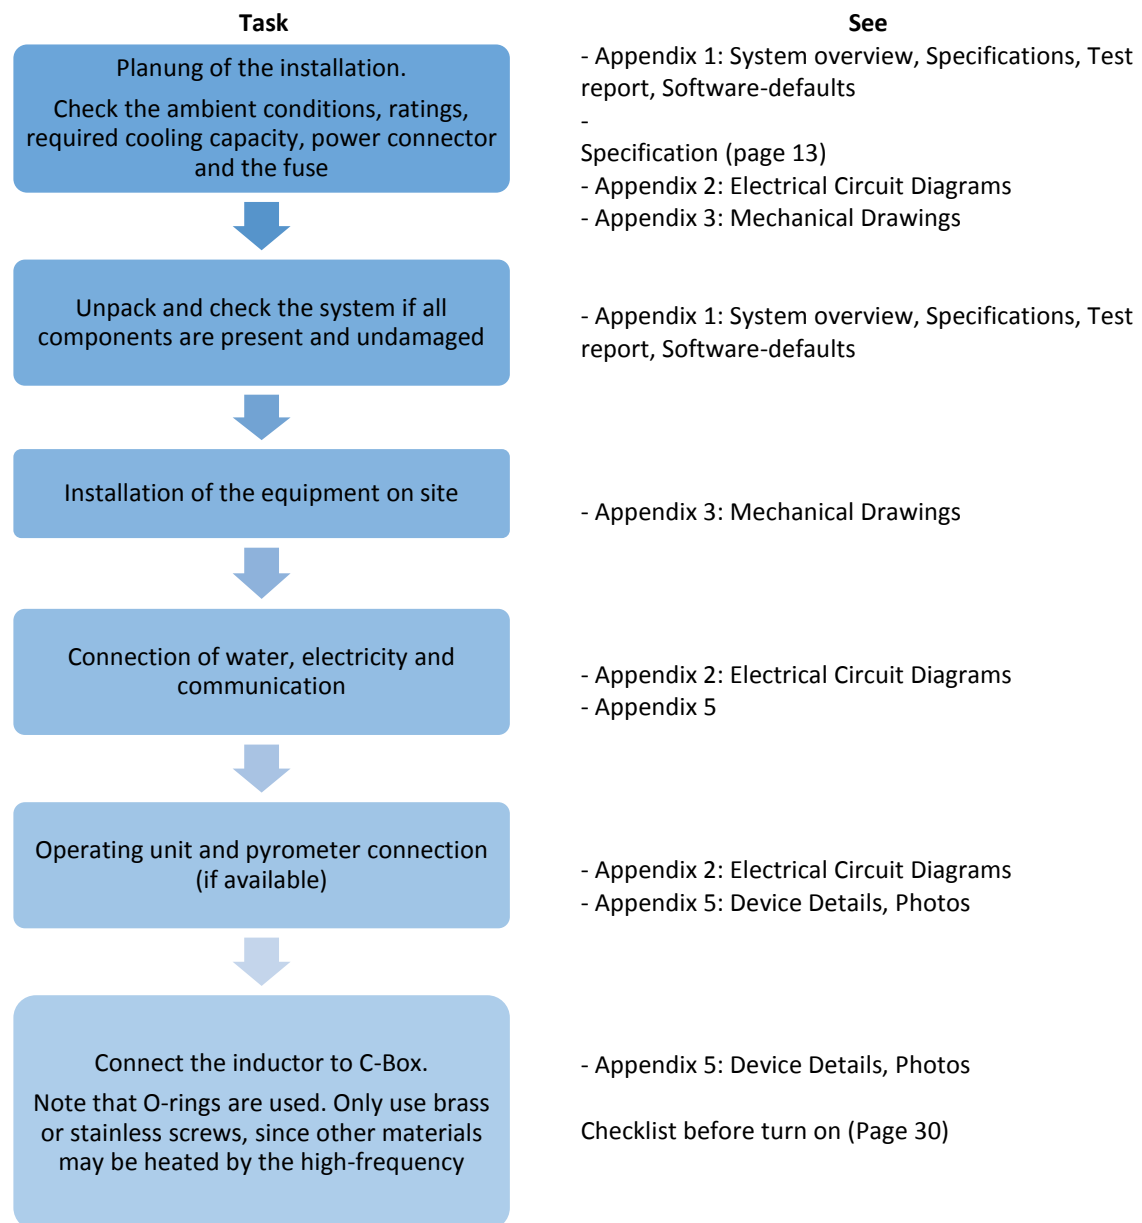 Task
See
Planung of the installation.
Check the ambient conditions, ratings,
required cooling capacity, power connector
and the fuse
- Appendix 1: System overview, Specifications, Test
report, Software-defaults
-
Specification (page 13)
- Appendix 2: Electrical Circuit Diagrams
- Appendix 3: Mechanical Drawings
Unpack and check the system if all
components are present and undamaged
- Appendix 1: System overview, Specifications, Test
report, Software-defaults
Installation of the equipment on site
- Appendix 3: Mechanical Drawings
Connection of water, electricity and
communication
- Appendix 2: Electrical Circuit Diagrams
- Appendix 5
Operating unit and pyrometer connection
(if available)
- Appendix 2: Electrical Circuit Diagrams
- Appendix 5: Device Details, Photos
Connect the inductor to C-Box.
Note that O-rings are used. Only use brass
or stainless screws, since other materials
may be heated by the high-frequency
- Appendix 5: Device Details, Photos
Checklist before turn on (Page 30)